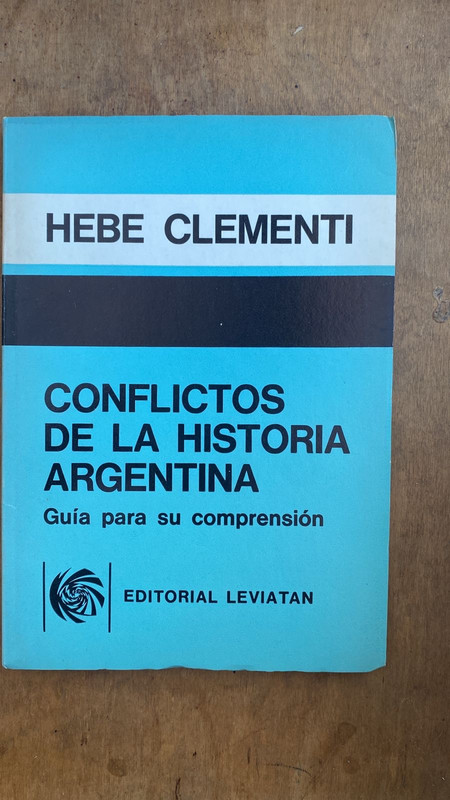 HEBE CLEMENTI
CONFLICTOS
DE LA HISTORIA
ARGENTINA
Guía para su comprensión
EDITORIAL LEVIATAN